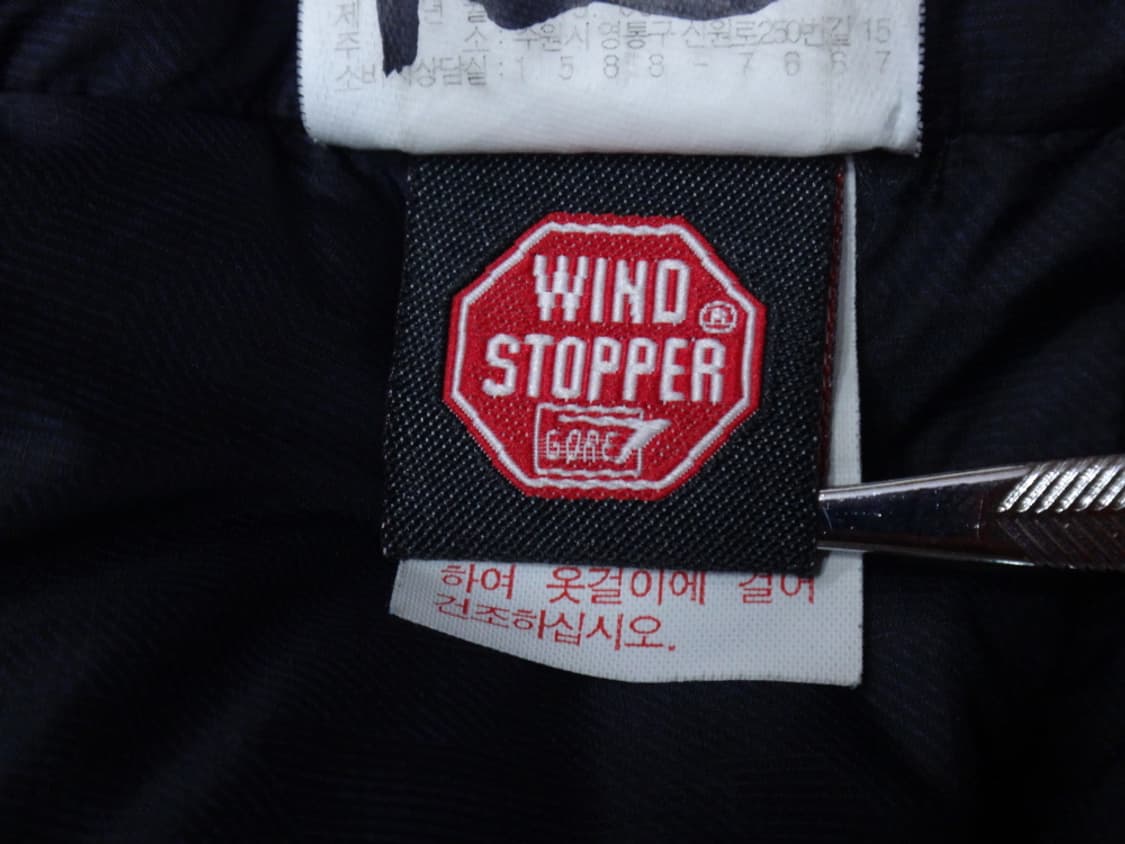 주 소 : 수원시 영통구 신원로250번길 15
소비자상담실 : 1 5 8 8 - 7 6 6 7
WIND ®
STOPPER
GORE
하여 옷걸이에 걸어
건조하십시오.